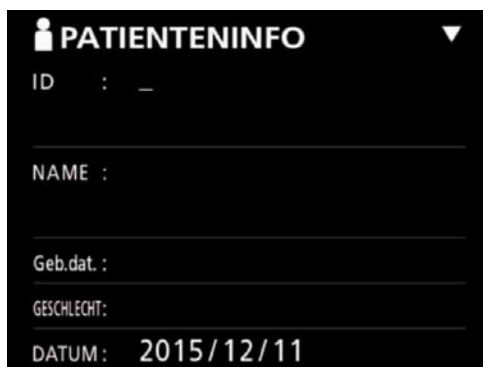 PATIENTENINFO
ID : _
NAME :
Geb.dat. :
GESCHLECHT:
DATUM: 2015/12/11